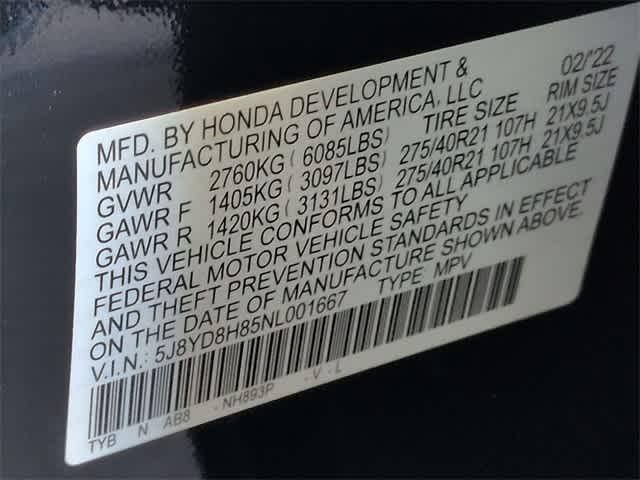 MFD. BY HONDA DEVELOPMENT & 02/'22
MANUFACTURING OF AMERICA, LLC
TIRE SIZE RIM SIZE
GVWR 2760KG ( 6085LBS)
GAWR F 1405KG ( 3097LBS) 275/40R21 107H 21X9.5J
GAWR R 1420KG ( 3131LBS) 275/40R21 107H 21X9.5J
THIS VEHICLE CONFORMS TO ALL APPLICABLE
FEDERAL MOTOR VEHICLE SAFETY
AND THEFT PREVENTION STANDARDS IN EFFECT
ON THE DATE OF MANUFACTURE SHOWN ABOVE.
V.I.N.: 5J8YD8H85NL001667 TYPE MPV
TYB N AB8 - NH893P - V - L